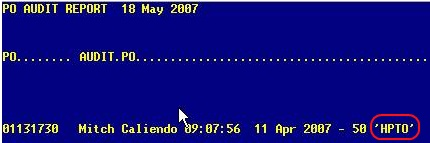 PO AUDIT REPORT  18 May 2007
PO........ AUDIT.PO.......................................
01131730   Mitch Caliendo 09:07:56  11 Apr 2007 - 50 'HPTO'